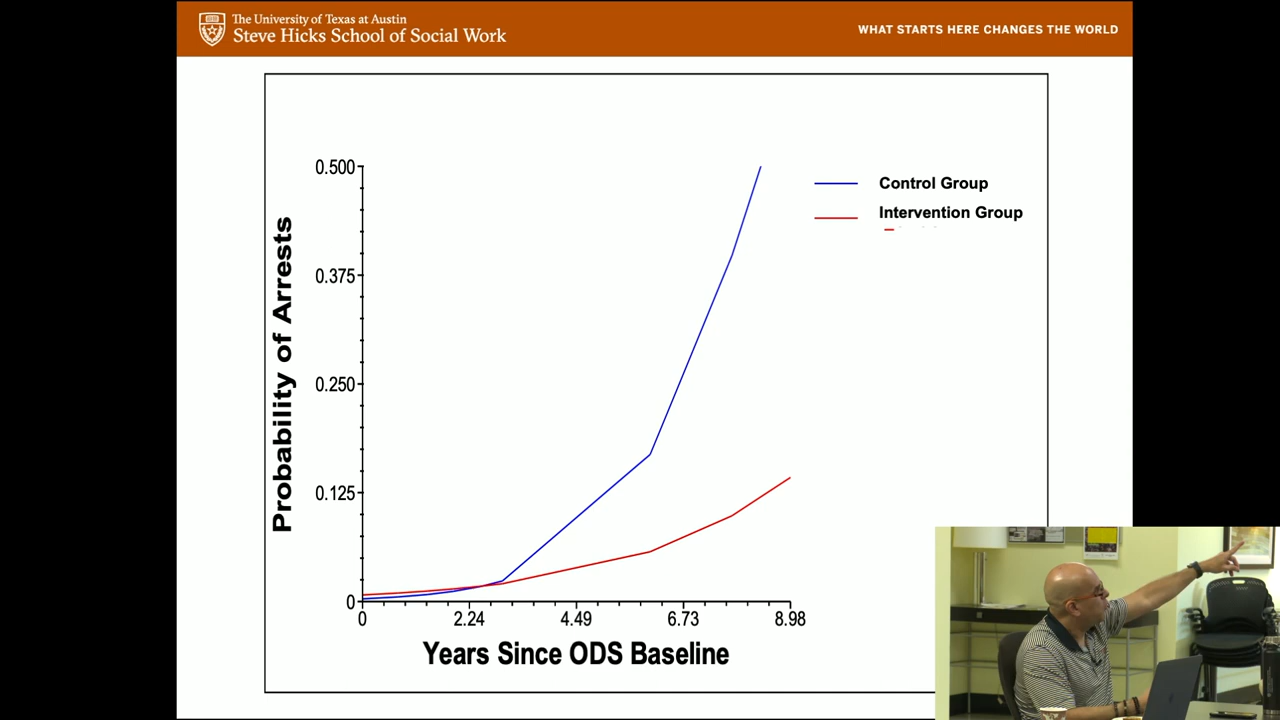 The University of Texas at Austin
Steve Hicks School of Social Work
WHAT STARTS HERE CHANGES THE WORLD
0.500
0.375
0.250
0.125
0
Probability of Arrests
Control Group
Intervention Group
0 2.24 4.49 6.73 8.98
Years Since ODS Baseline